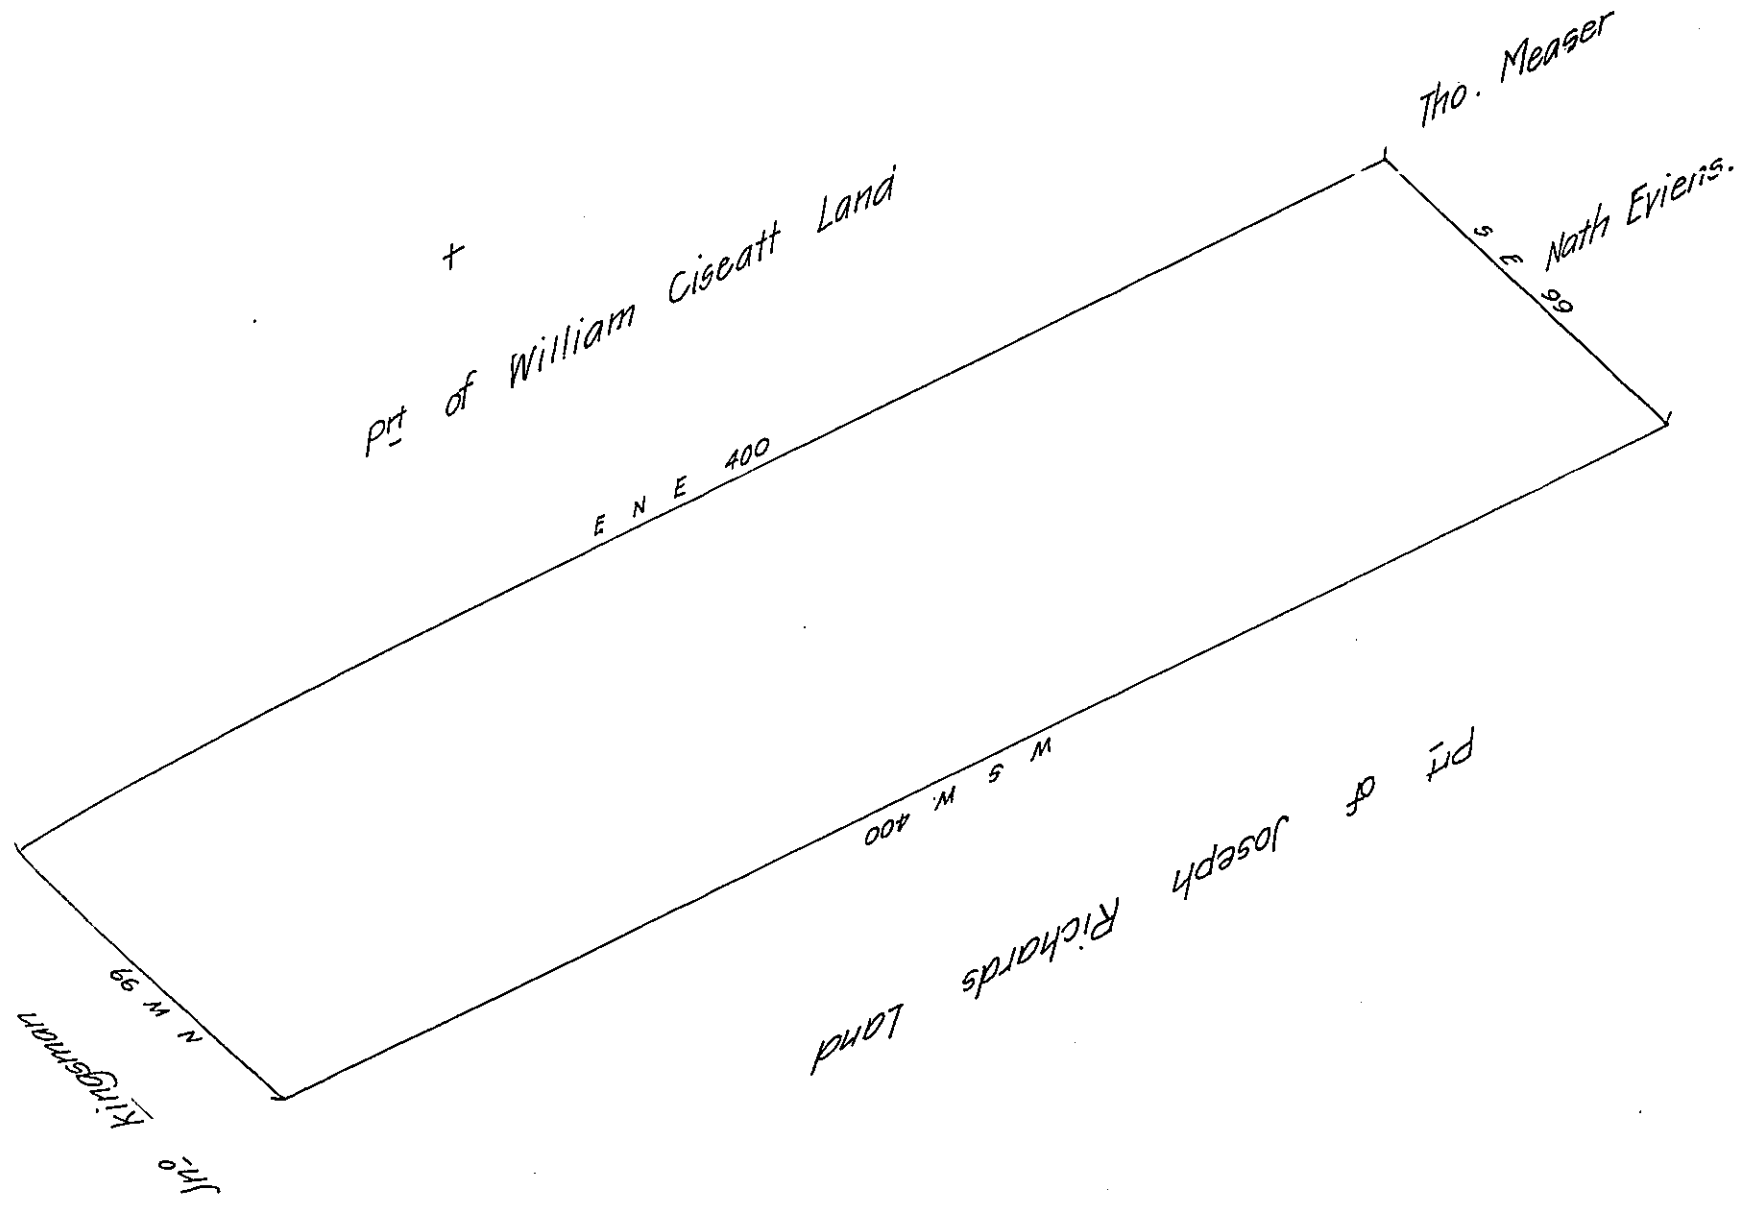 Tho. Measer
Nath Eviens.
S E 99
+
Prt of William Ciseatt Land
E N E 400
W S W. 400
Prt of Joseph Richards Land
N W 99
Jno Kingsman